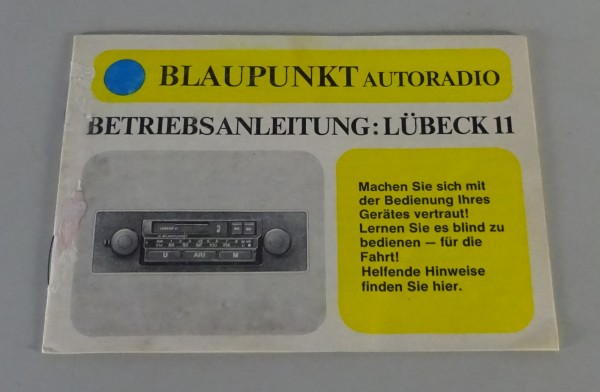 BLAUPUNKT AUTORADIO
BETRIEBSANLEITUNG: LÜBECK 11
Machen Sie sich mit
der Bedienung Ihres
Gerätes vertraut!
Lernen Sie es blind zu
bedienen — für die
Fahrt!
Helfende Hinweise
finden Sie hier.
U ARI M